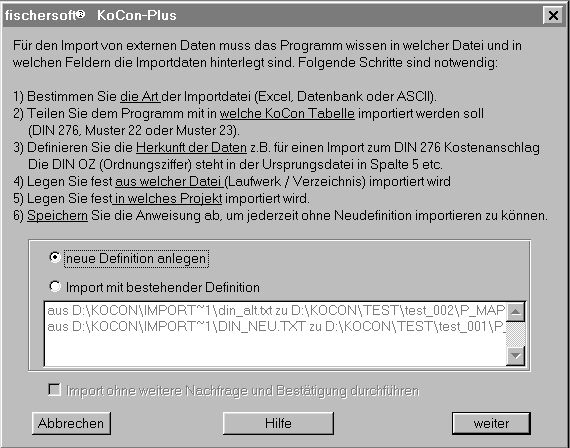 fischersoft® KoCon-Plus
Für den Import von externen Daten muss das Programm wissen in welcher Datei und in
welchen Feldern die Importdaten hinterlegt sind. Folgende Schritte sind notwendig:
1) Bestimmen Sie die Art der Importdatei (Excel, Datenbank oder ASCII).
2) Teilen Sie dem Programm mit in welche KoCon Tabelle importiert werden soll
(DIN 276, Muster 22 oder Muster 23).
3) Definieren Sie die Herkunft der Daten z.B. für einen Import zum DIN 276 Kostenanschlag
Die DIN OZ (Ordnungsziffer) steht in der Ursprungsdatei in Spalte 5 etc.
4) Legen Sie fest aus welcher Datei (Laufwerk / Verzeichnis) importiert wird
5) Legen Sie fest in welches Projekt importiert wird.
6) Speichern Sie die Anweisung ab, um jederzeit ohne Neudefinition importieren zu können.
neue Definition anlegen
Import mit bestehender Definition
aus D:\KOCON\IMPORT~1\din_alt.txt zu D:\KOCON\TEST\test_002\P_MAP
aus D:\KOCON\IMPORT~1\DIN_NEU.TXT zu D:\KOCON\TEST\test_001\P_
Import ohne weitere Nachfrage und Bestätigung durchführen
Abbrechen
Hilfe
weiter